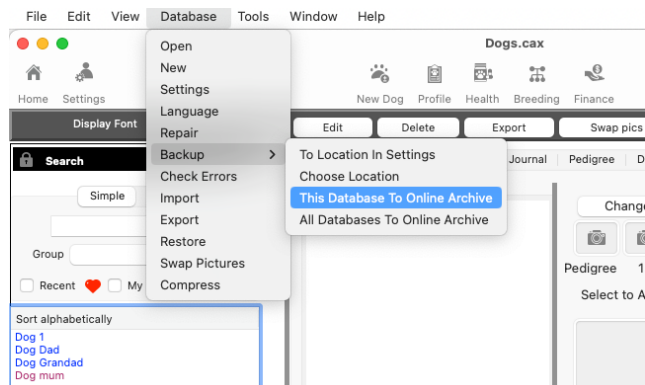 File Edit View Database Tools Window Help
Dogs.cax
Home Settings New Dog Profile Health Breeding Finance
Display Font Edit Delete Export Swap pics
Search
Simple
Group
Recent My
Sort alphabetically
Dog 1
Dog Dad
Dog Grandad
Dog mum
Open
New
Settings
Language
Repair
Backup
Check Errors
Import
Export
Restore
Swap Pictures
Compress
To Location In Settings
Choose Location
This Database To Online Archive
All Databases To Online Archive
Journal Pedigree D
Chang
Pedigree 1
Select to A